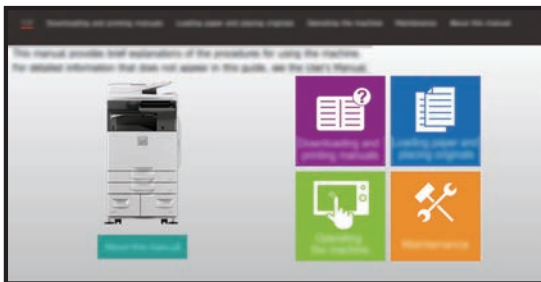 Downloading and printing manuals Loading paper and placing originals Operating the machine Maintenance About this manual
This manual provides brief explanations of the procedures for using the machine.
For detailed information that does not appear in this guide, see the User's Manual.
?
Downloading and
printing manuals
Loading paper and
placing originals
Operating
the machine
Maintenance
About this manual